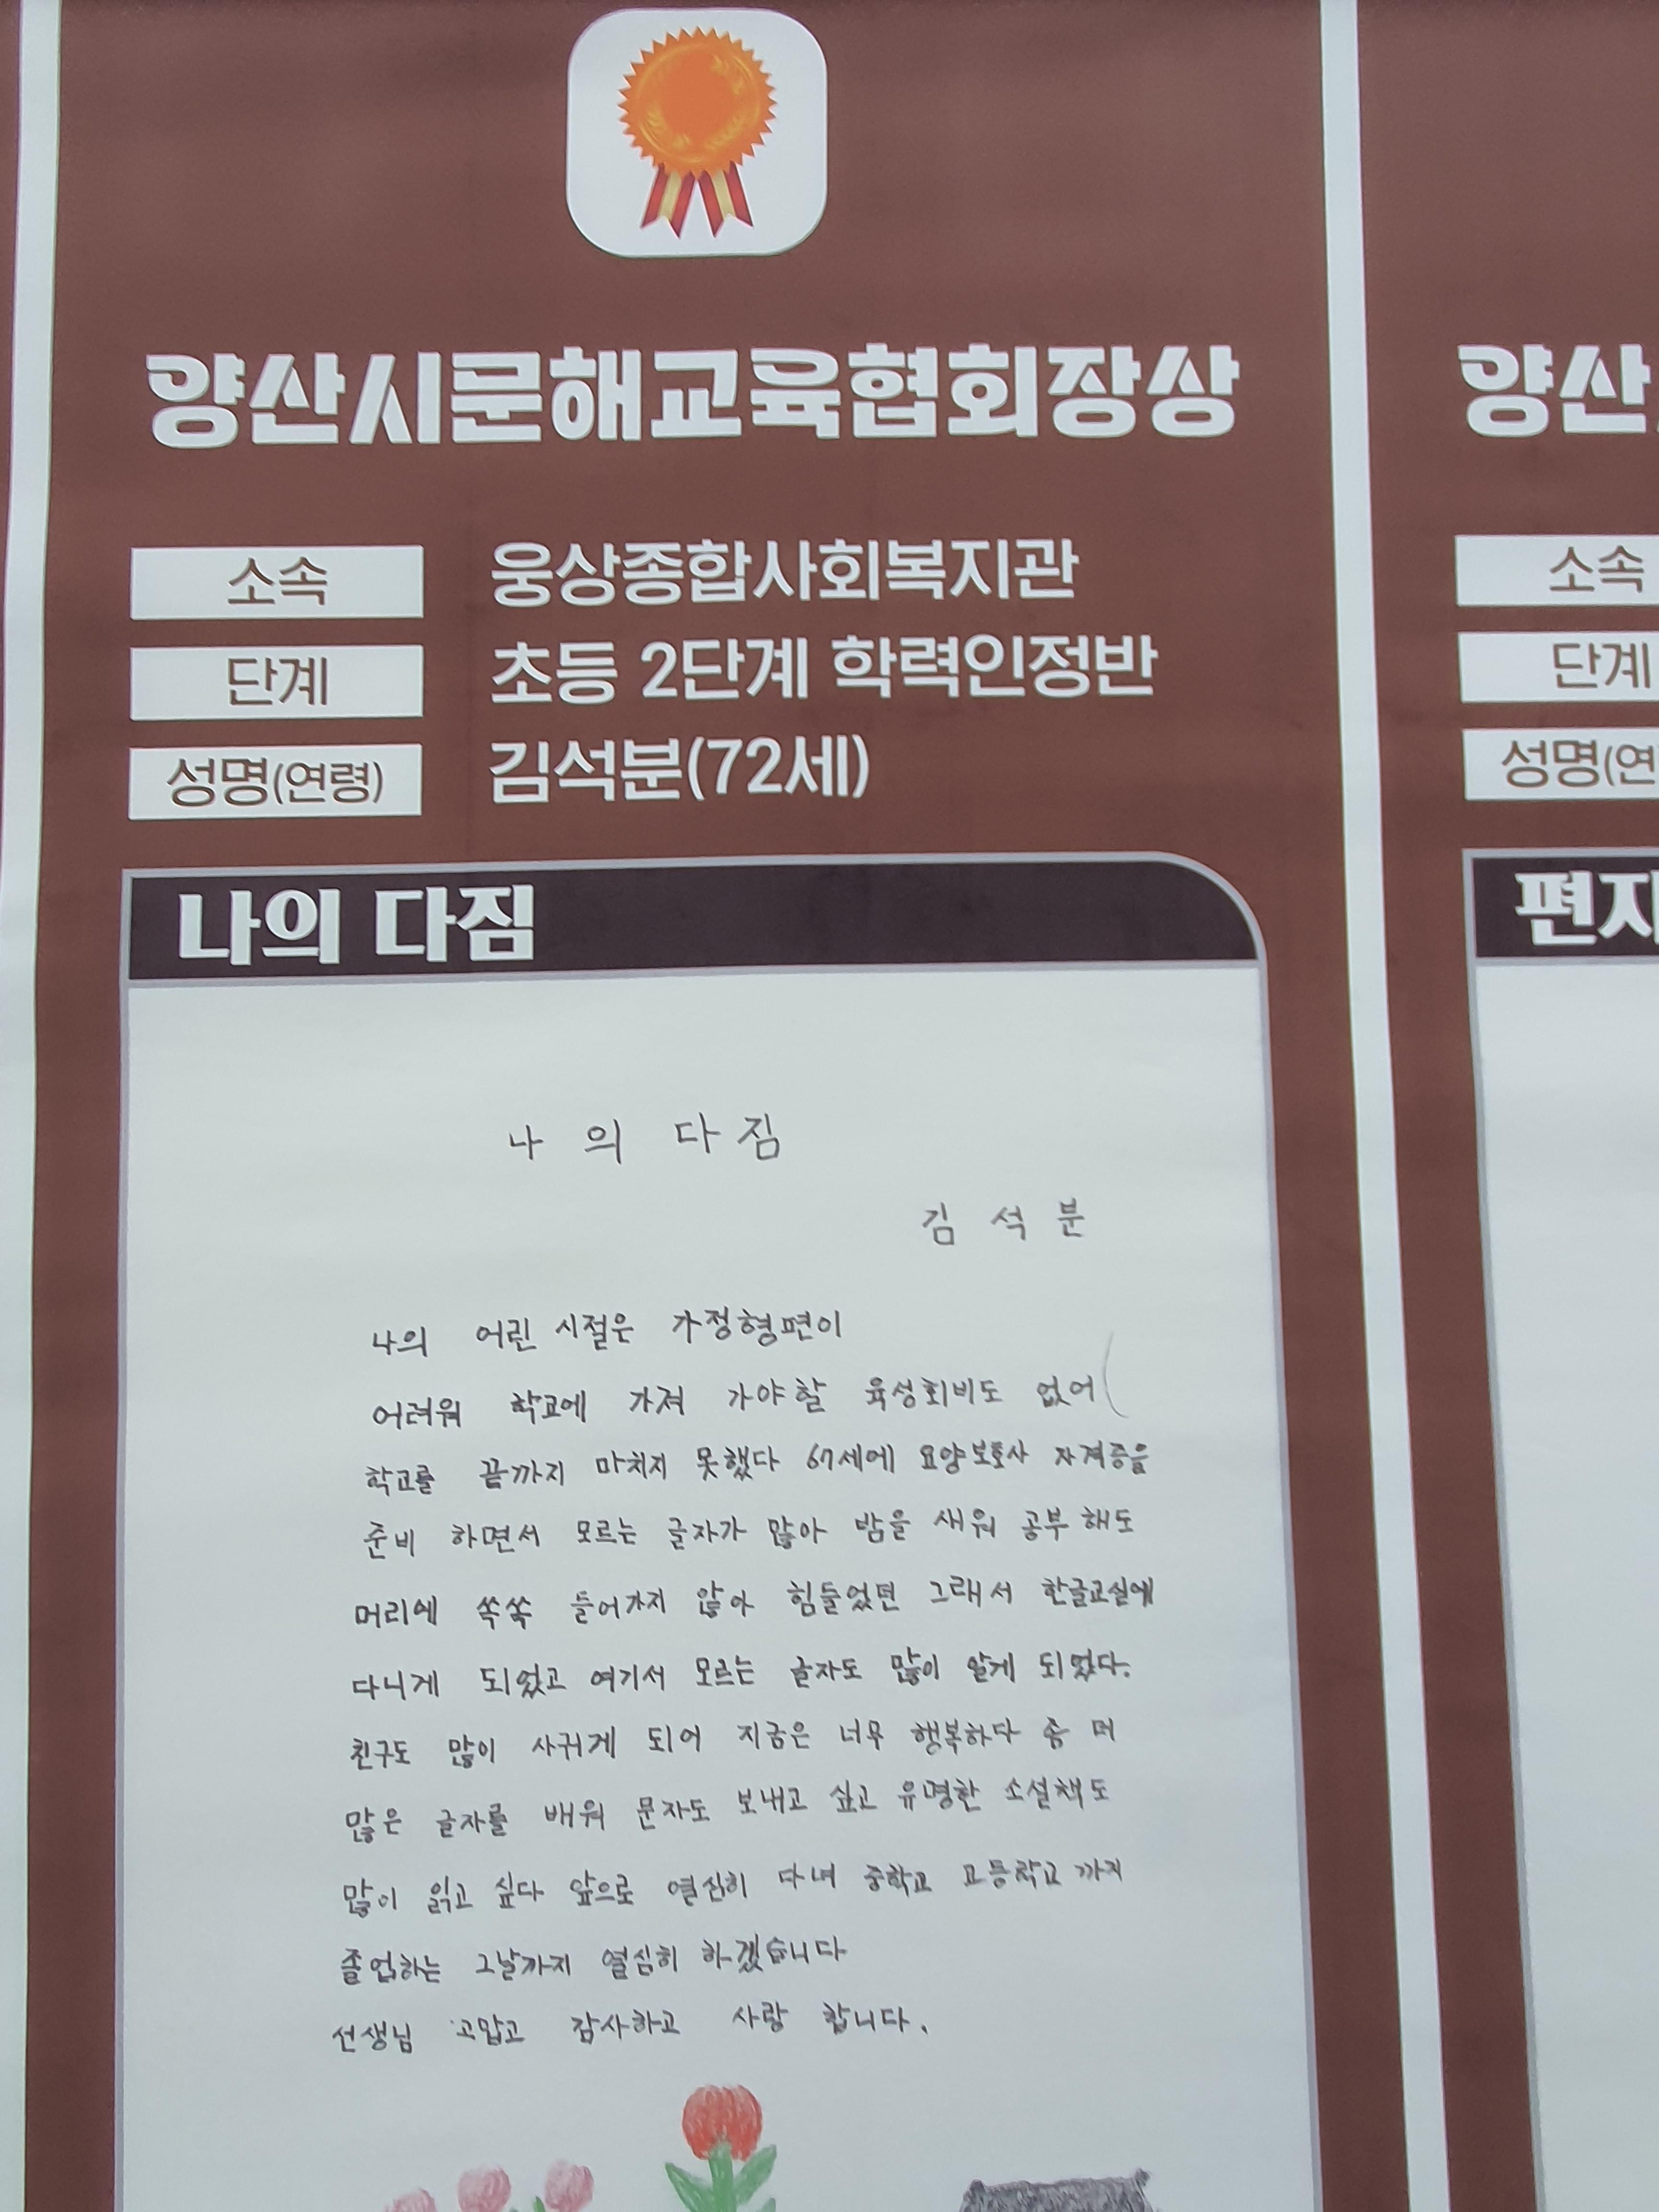 양산시문해교육협회장상
소속 웅상종합사회복지관
단계 초등 2단계 학력인정반
성명(연령) 김석분(72세)
나의 다짐
나 의 다 짐
김 석 분
나의 어린 시절은 가정형편이
어려워 학교에 가져 가야할 육성회비도 없어
학교를 끝까지 마치지 못했다 67세에 요양보호사 자격증을
준비 하면서 모르는 글자가 많아 밤을 새워 공부해도
머리에 쏙쏙 들어가지 않아 힘들었던 그래서 한글교실에
다니게 되었고 여기서 모르는 글자도 많이 알게 되었다.
친구도 많이 사귀게 되어 지금은 너무 행복하다 좀 더
많은 글자를 배워 문자도 보내고 싶고 유명한 소설책도
많이 읽고 싶다 앞으로 열심히 다녀 중학교 고등학교 까지
졸업하는 그날까지 열심히 하겠습니다
선생님 고맙고 감사하고 사랑 합니다.
양산
소속
단계
성명(연
편지